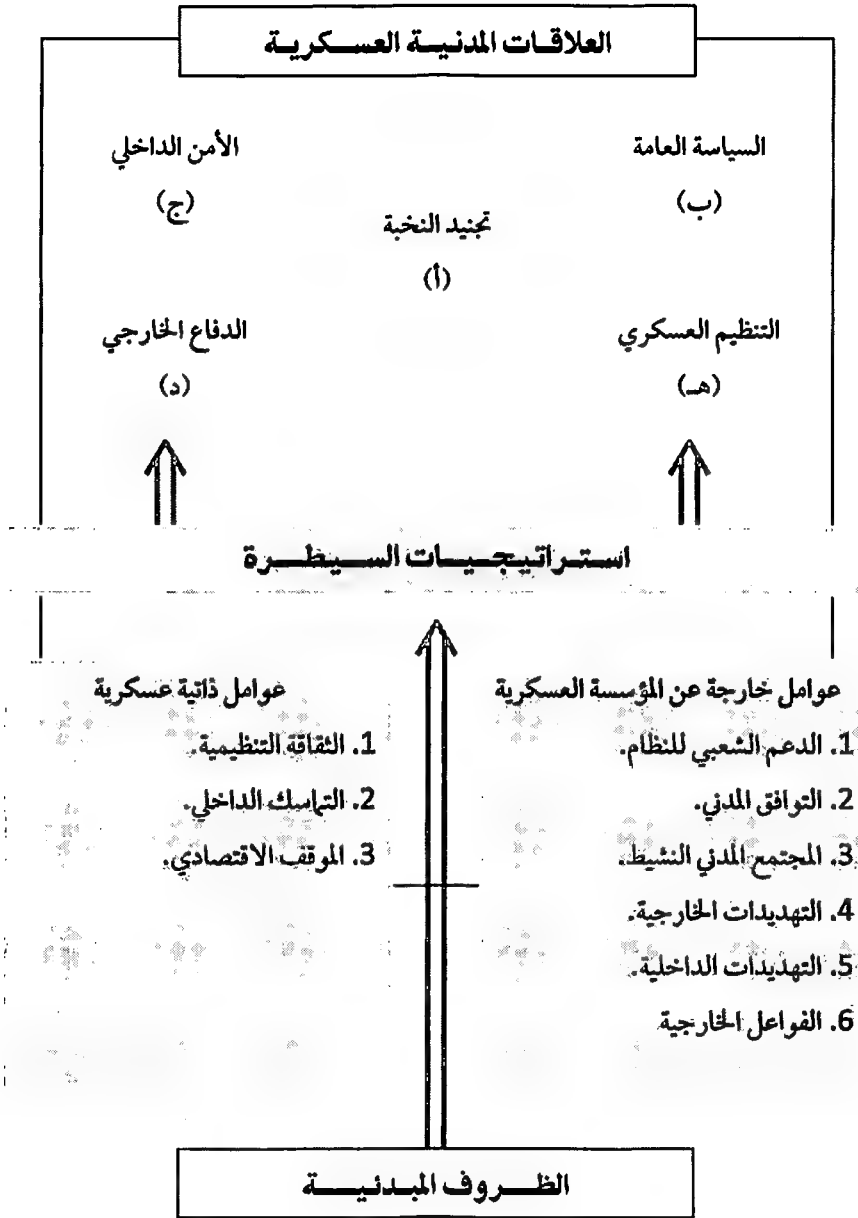 العلاقات المدنية العسكرية
السياسة العامة
(ب)
الأمن الداخلي
(ج)
تجنيد النخبة
(أ)
التنظيم العسكري
(هـ)
الدفاع الخارجي
(د)
استراتيجيات السيطرة
عوامل خارجة عن المؤسسة العسكرية
1. الدعم الشعبي للنظام.
2. التوافق المدني.
3. المجتمع المدني النشيط.
4. التهديدات الخارجية.
5. التهديدات الداخلية.
6. الفواعل الخارجية
عوامل ذاتية عسكرية
1. الثقافة التنظيمية.
2. التماسك الداخلي.
3. الموقف الاقتصادي.
الظروف المبدئية